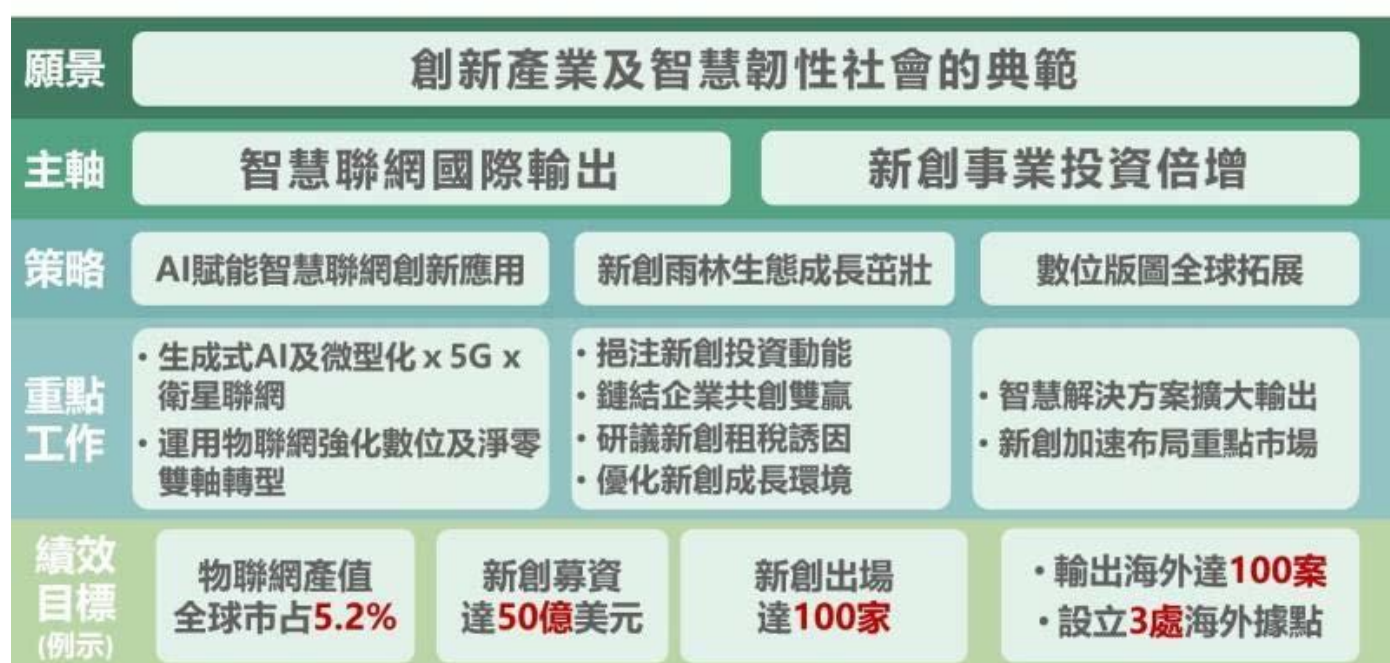 願景
創新產業及智慧韌性社會的典範
主軸
智慧聯網國際輸出
新創事業投資倍增
策略
AI賦能智慧聯網創新應用
新創雨林生態成長茁壯
數位版圖全球拓展
重點
工作
・生成式AI及微型化 x 5G x
衛星聯網
・運用物聯網強化數位及淨零
雙軸轉型
・挹注新創投資動能
・鏈結企業共創雙贏
・研議新創租稅誘因
・優化新創成長環境
・智慧解決方案擴大輸出
・新創加速布局重點市場
績效
目標
(例示)
物聯網產值
全球市占5.2%
新創募資
達50億美元
新創出場
達100家
・輸出海外達100案
・設立3處海外據點